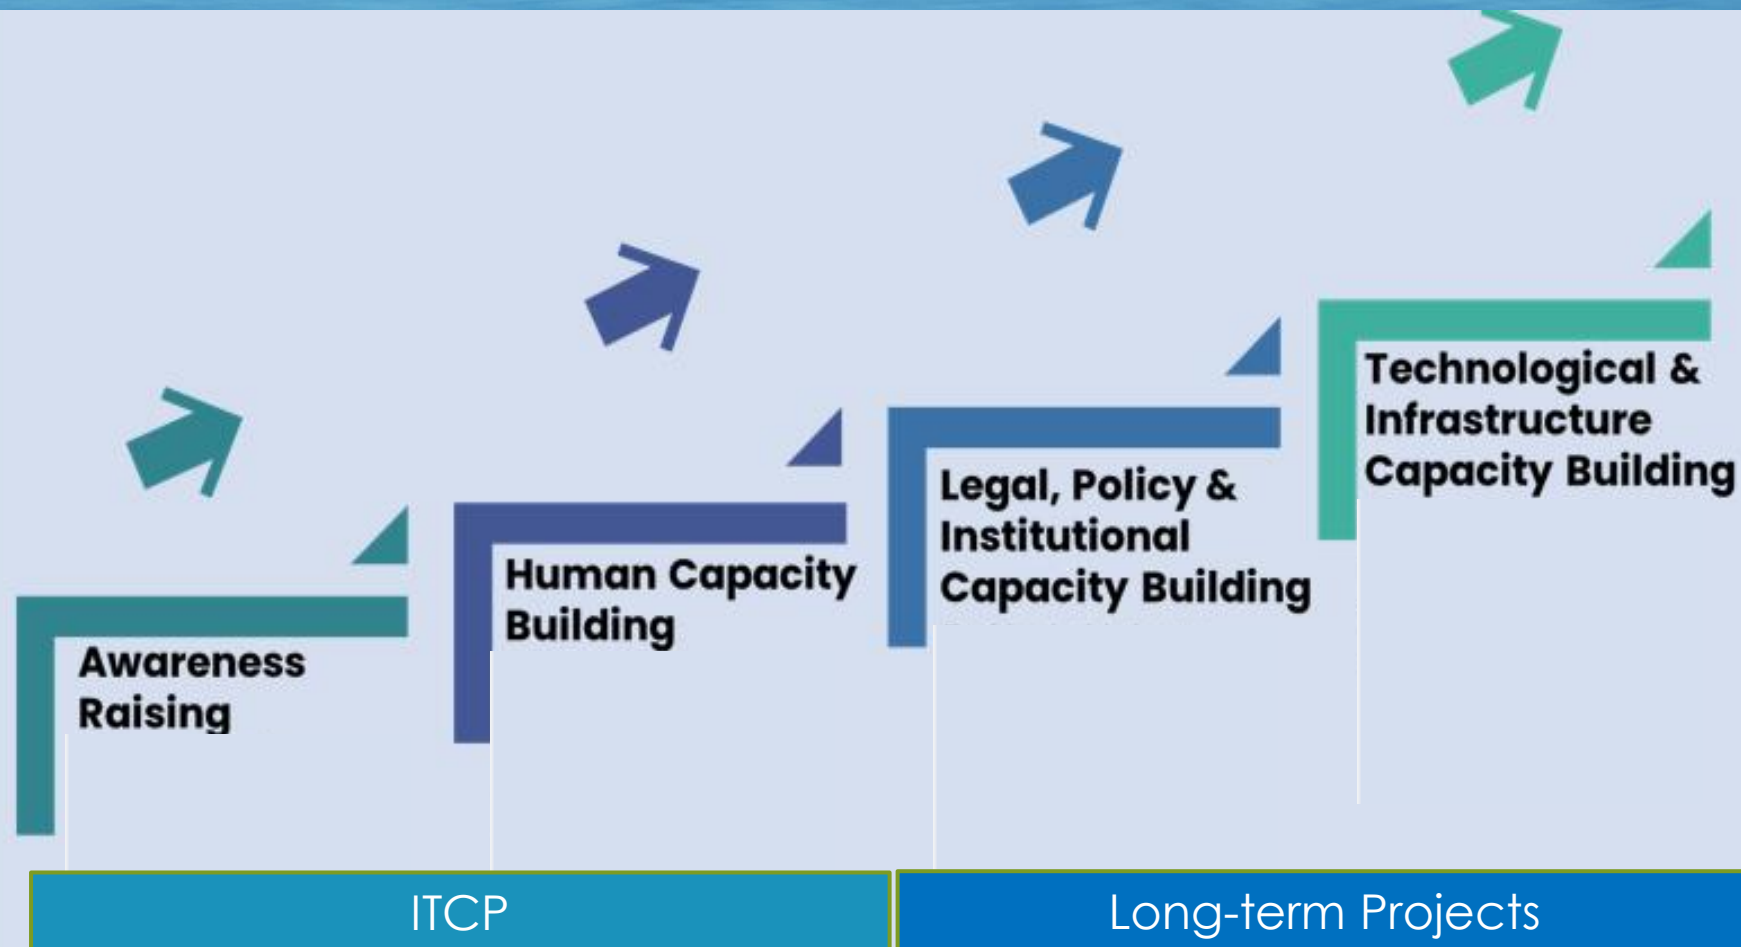 Awareness
Raising
Human Capacity
Building
Legal, Policy &
Institutional
Capacity Building
Technological &
Infrastructure
Capacity Building
ITCP
Long-term Projects